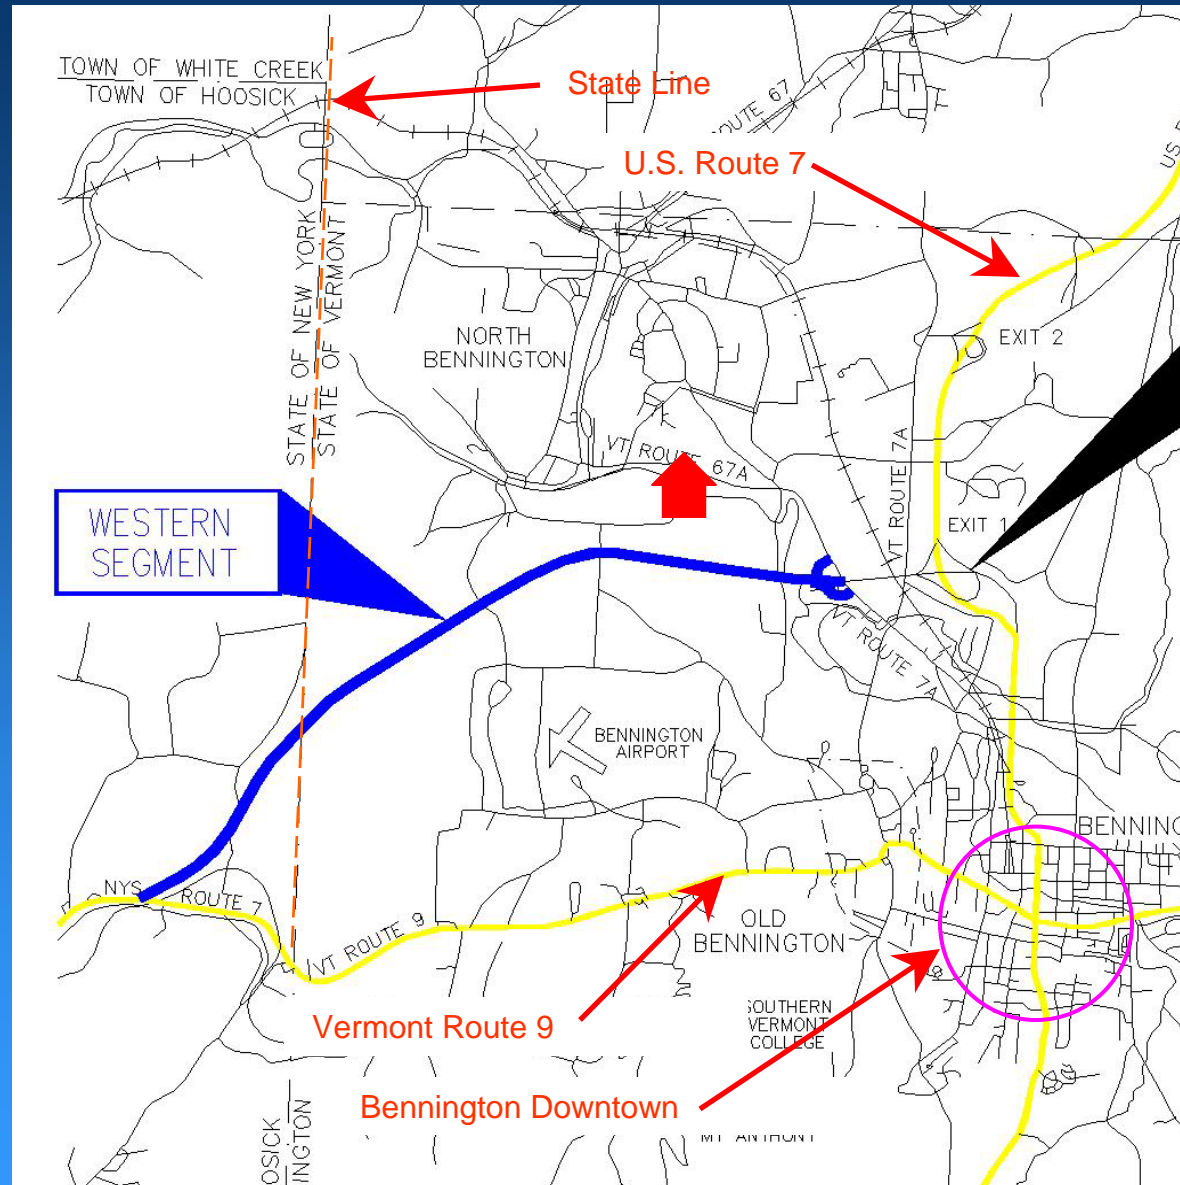 TOWN OF WHITE CREEK
TOWN OF HOOSICK
State Line
ROUTE 67
U.S. Route 7
US
STATE OF NEW YORK
STATE OF VERMONT
NORTH
BENNINGTON
EXIT 2
VT ROUTE 67A
VT ROUTE 7A
WESTERN
SEGMENT
EXIT 1
VT ROUTE 7A
BENNINGTON
AIRPORT
BENNING
NYS
ROUTE 7
VT ROUTE 9
OLD
BENNINGTON
SOUTHERN
VERMONT
COLLEGE
Vermont Route 9
Bennington Downtown
MT ANTHONY
OSICK
INGTON